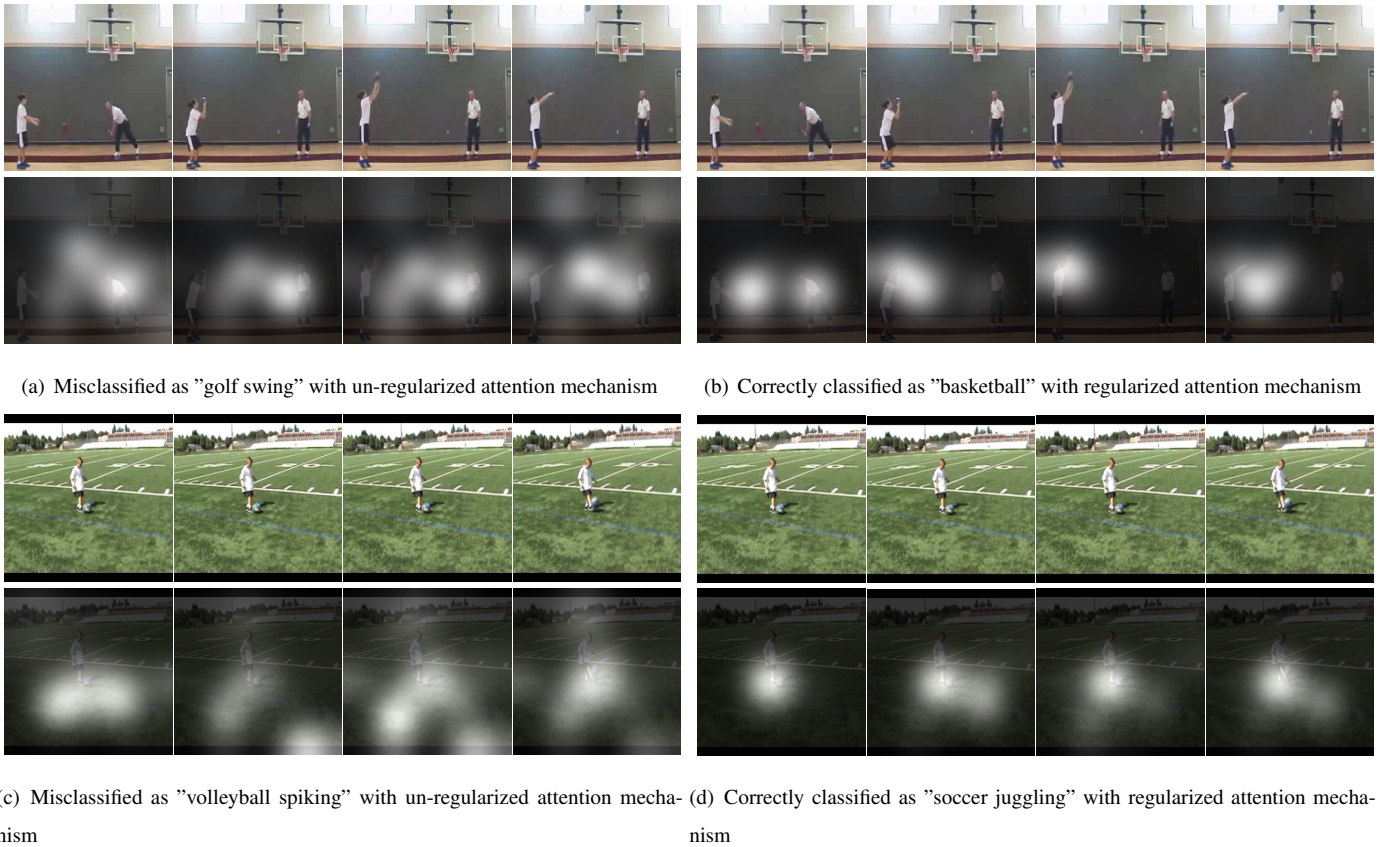 (a) Misclassified as ”golf swing” with un-regularized attention mechanism
(b) Correctly classified as ”basketball” with regularized attention mechanism
(c) Misclassified as ”volleyball spiking” with un-regularized attention mecha-
nism
(d) Correctly classified as ”soccer juggling” with regularized attention mecha-
nism